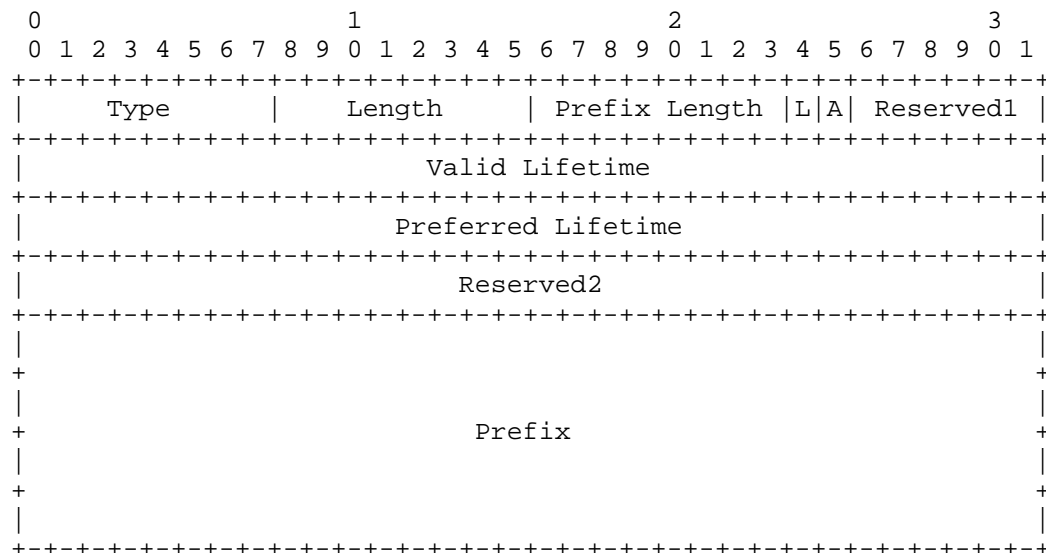 0                   1                   2                   3
 0 1 2 3 4 5 6 7 8 9 0 1 2 3 4 5 6 7 8 9 0 1 2 3 4 5 6 7 8 9 0 1
+-+-+-+-+-+-+-+-+-+-+-+-+-+-+-+-+-+-+-+-+-+-+-+-+-+-+-+-+-+-+-+-+
|     Type      |    Length     | Prefix Length |L|A| Reserved1 |
+-+-+-+-+-+-+-+-+-+-+-+-+-+-+-+-+-+-+-+-+-+-+-+-+-+-+-+-+-+-+-+-+
|                         Valid Lifetime                        |
+-+-+-+-+-+-+-+-+-+-+-+-+-+-+-+-+-+-+-+-+-+-+-+-+-+-+-+-+-+-+-+-+
|                       Preferred Lifetime                      |
+-+-+-+-+-+-+-+-+-+-+-+-+-+-+-+-+-+-+-+-+-+-+-+-+-+-+-+-+-+-+-+-+
|                           Reserved2                           |
+-+-+-+-+-+-+-+-+-+-+-+-+-+-+-+-+-+-+-+-+-+-+-+-+-+-+-+-+-+-+-+-+
|                                                               |
+                                                               +
|                                                               |
+                            Prefix                             +
|                                                               |
+                                                               +
|                                                               |
+-+-+-+-+-+-+-+-+-+-+-+-+-+-+-+-+-+-+-+-+-+-+-+-+-+-+-+-+-+-+-+-+